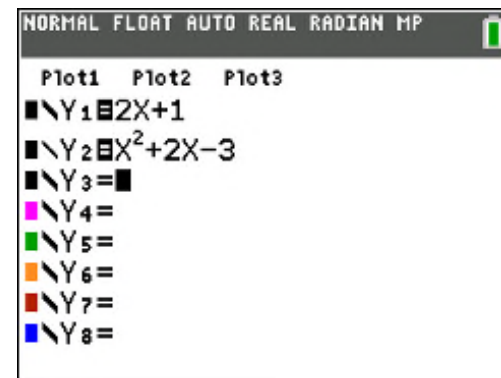 NORMAL FLOAT AUTO REAL RADIAN MP
Plot1 Plot2 Plot3
\Y₁=2X+1
\Y₂=X²+2X−3
\Y₃=
\Y₄=
\Y₅=
\Y₆=
\Y₇=
\Y₈=